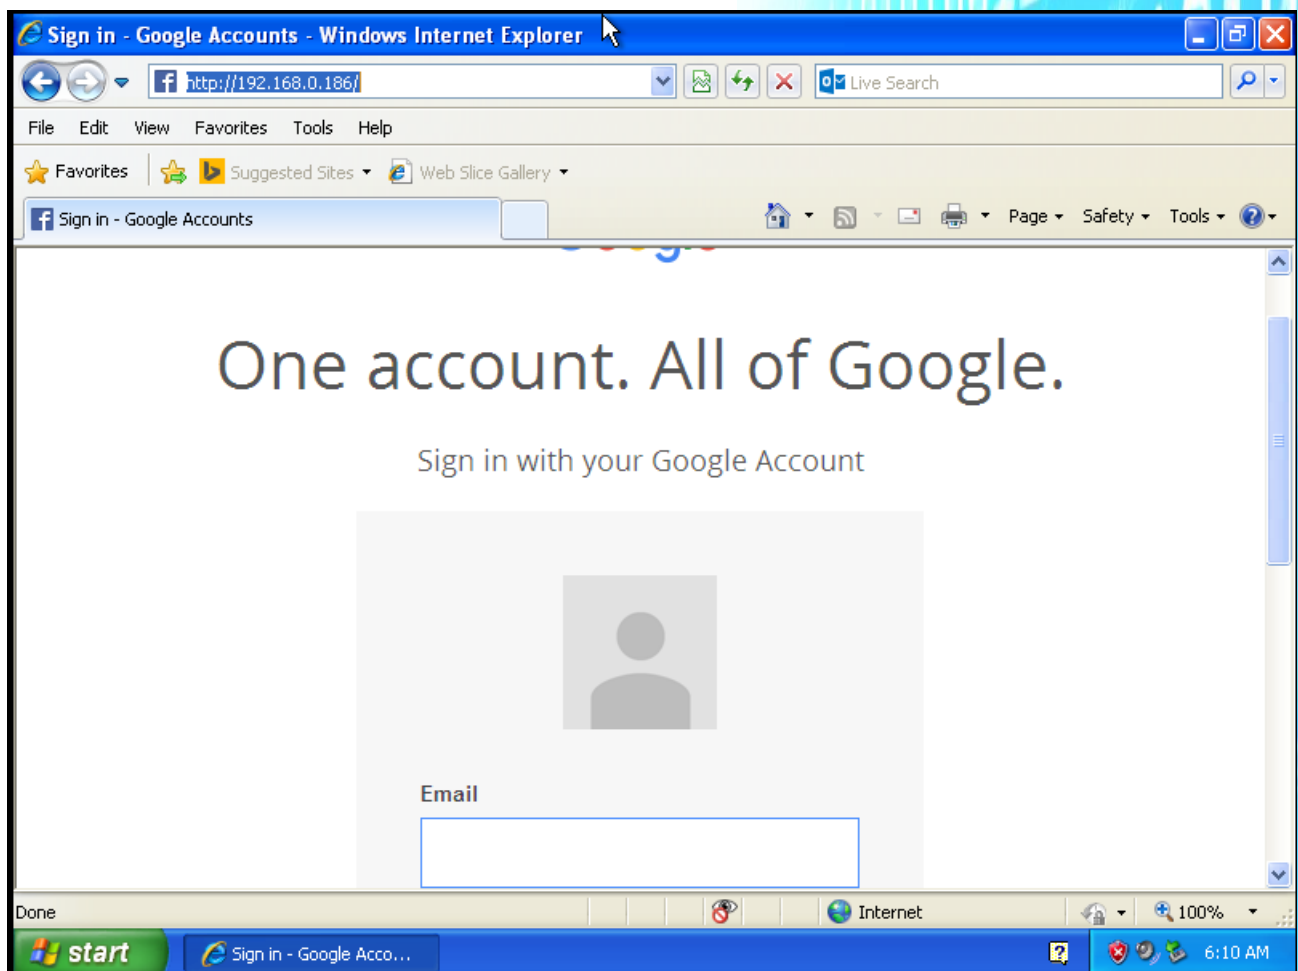 Sign in - Google Accounts - Windows Internet Explorer
http://192.168.0.186/
Live Search
File Edit View Favorites Tools Help
Favorites Suggested Sites Web Slice Gallery
Sign in - Google Accounts
Page Safety Tools
Google
One account. All of Google.
Sign in with your Google Account
Email
Done Internet 100%
start Sign in - Google Acco... 6:10 AM